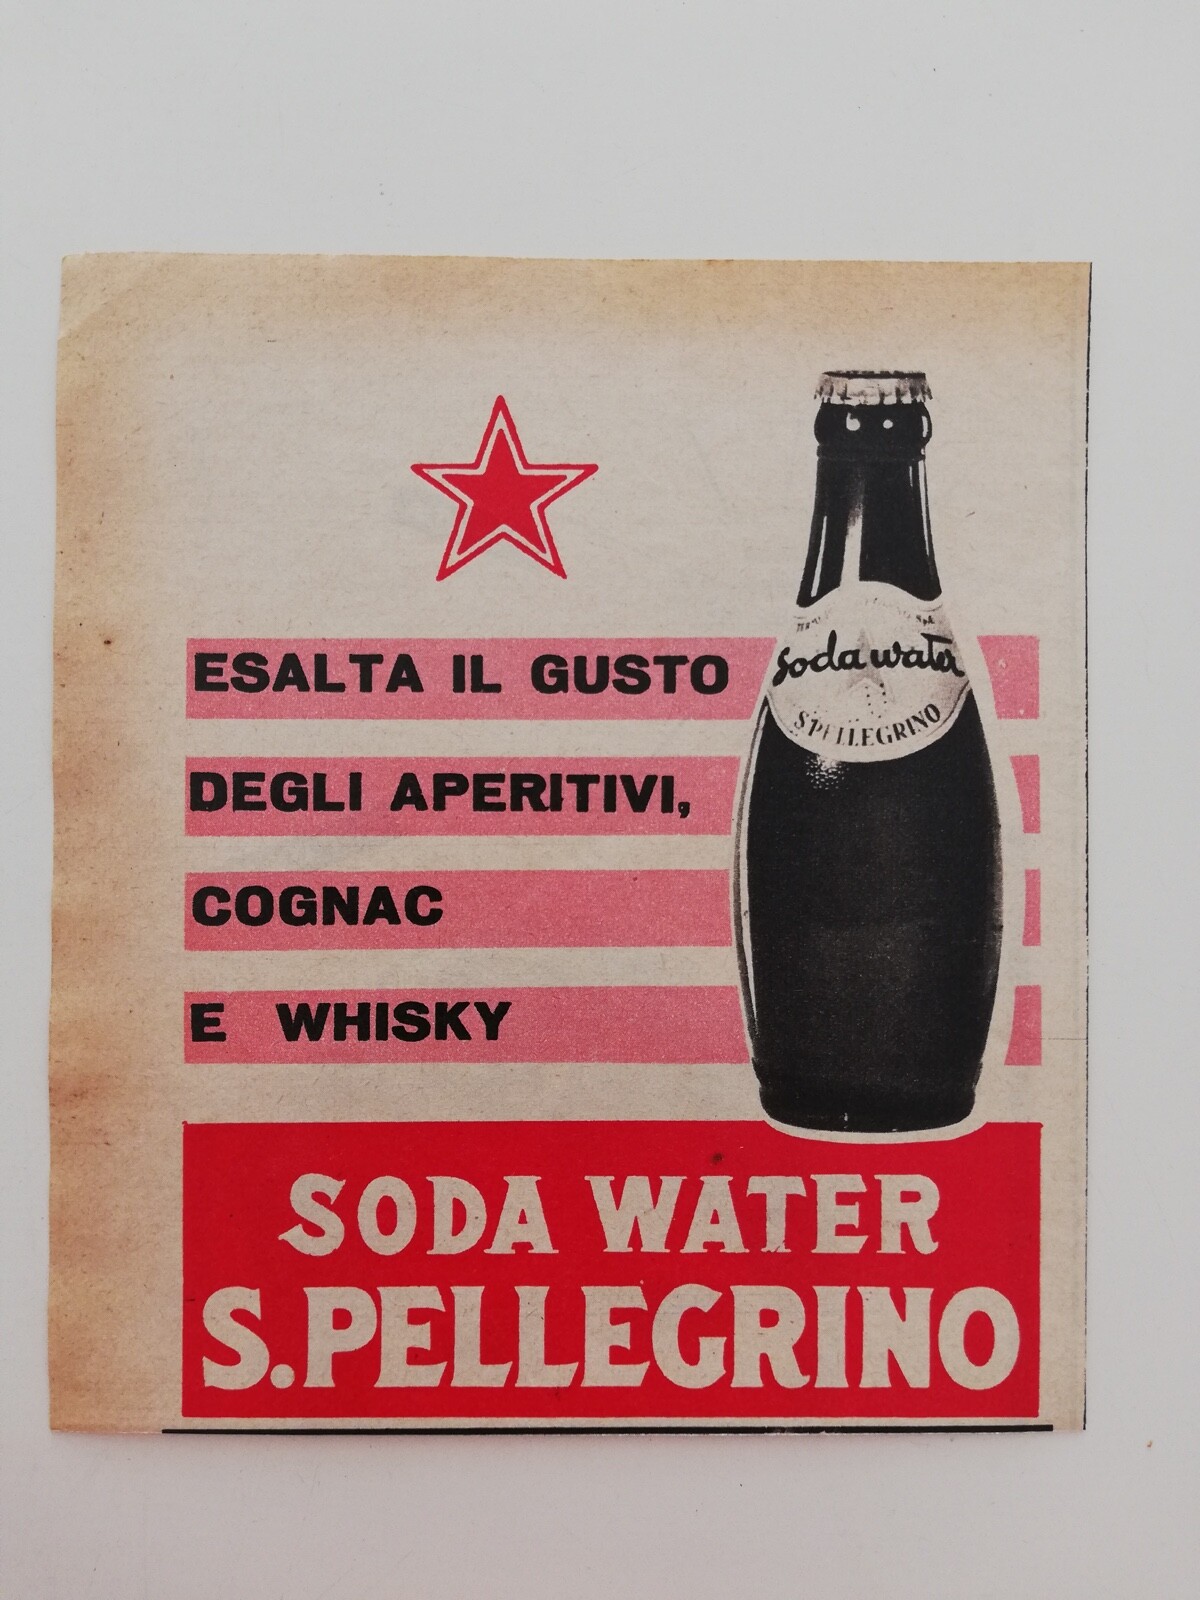 ESALTA IL GUSTO
DEGLI APERITIVI,
COGNAC
E WHISKY
Soda water
S.PELLEGRINO
SODA WATER
S.PELLEGRINO